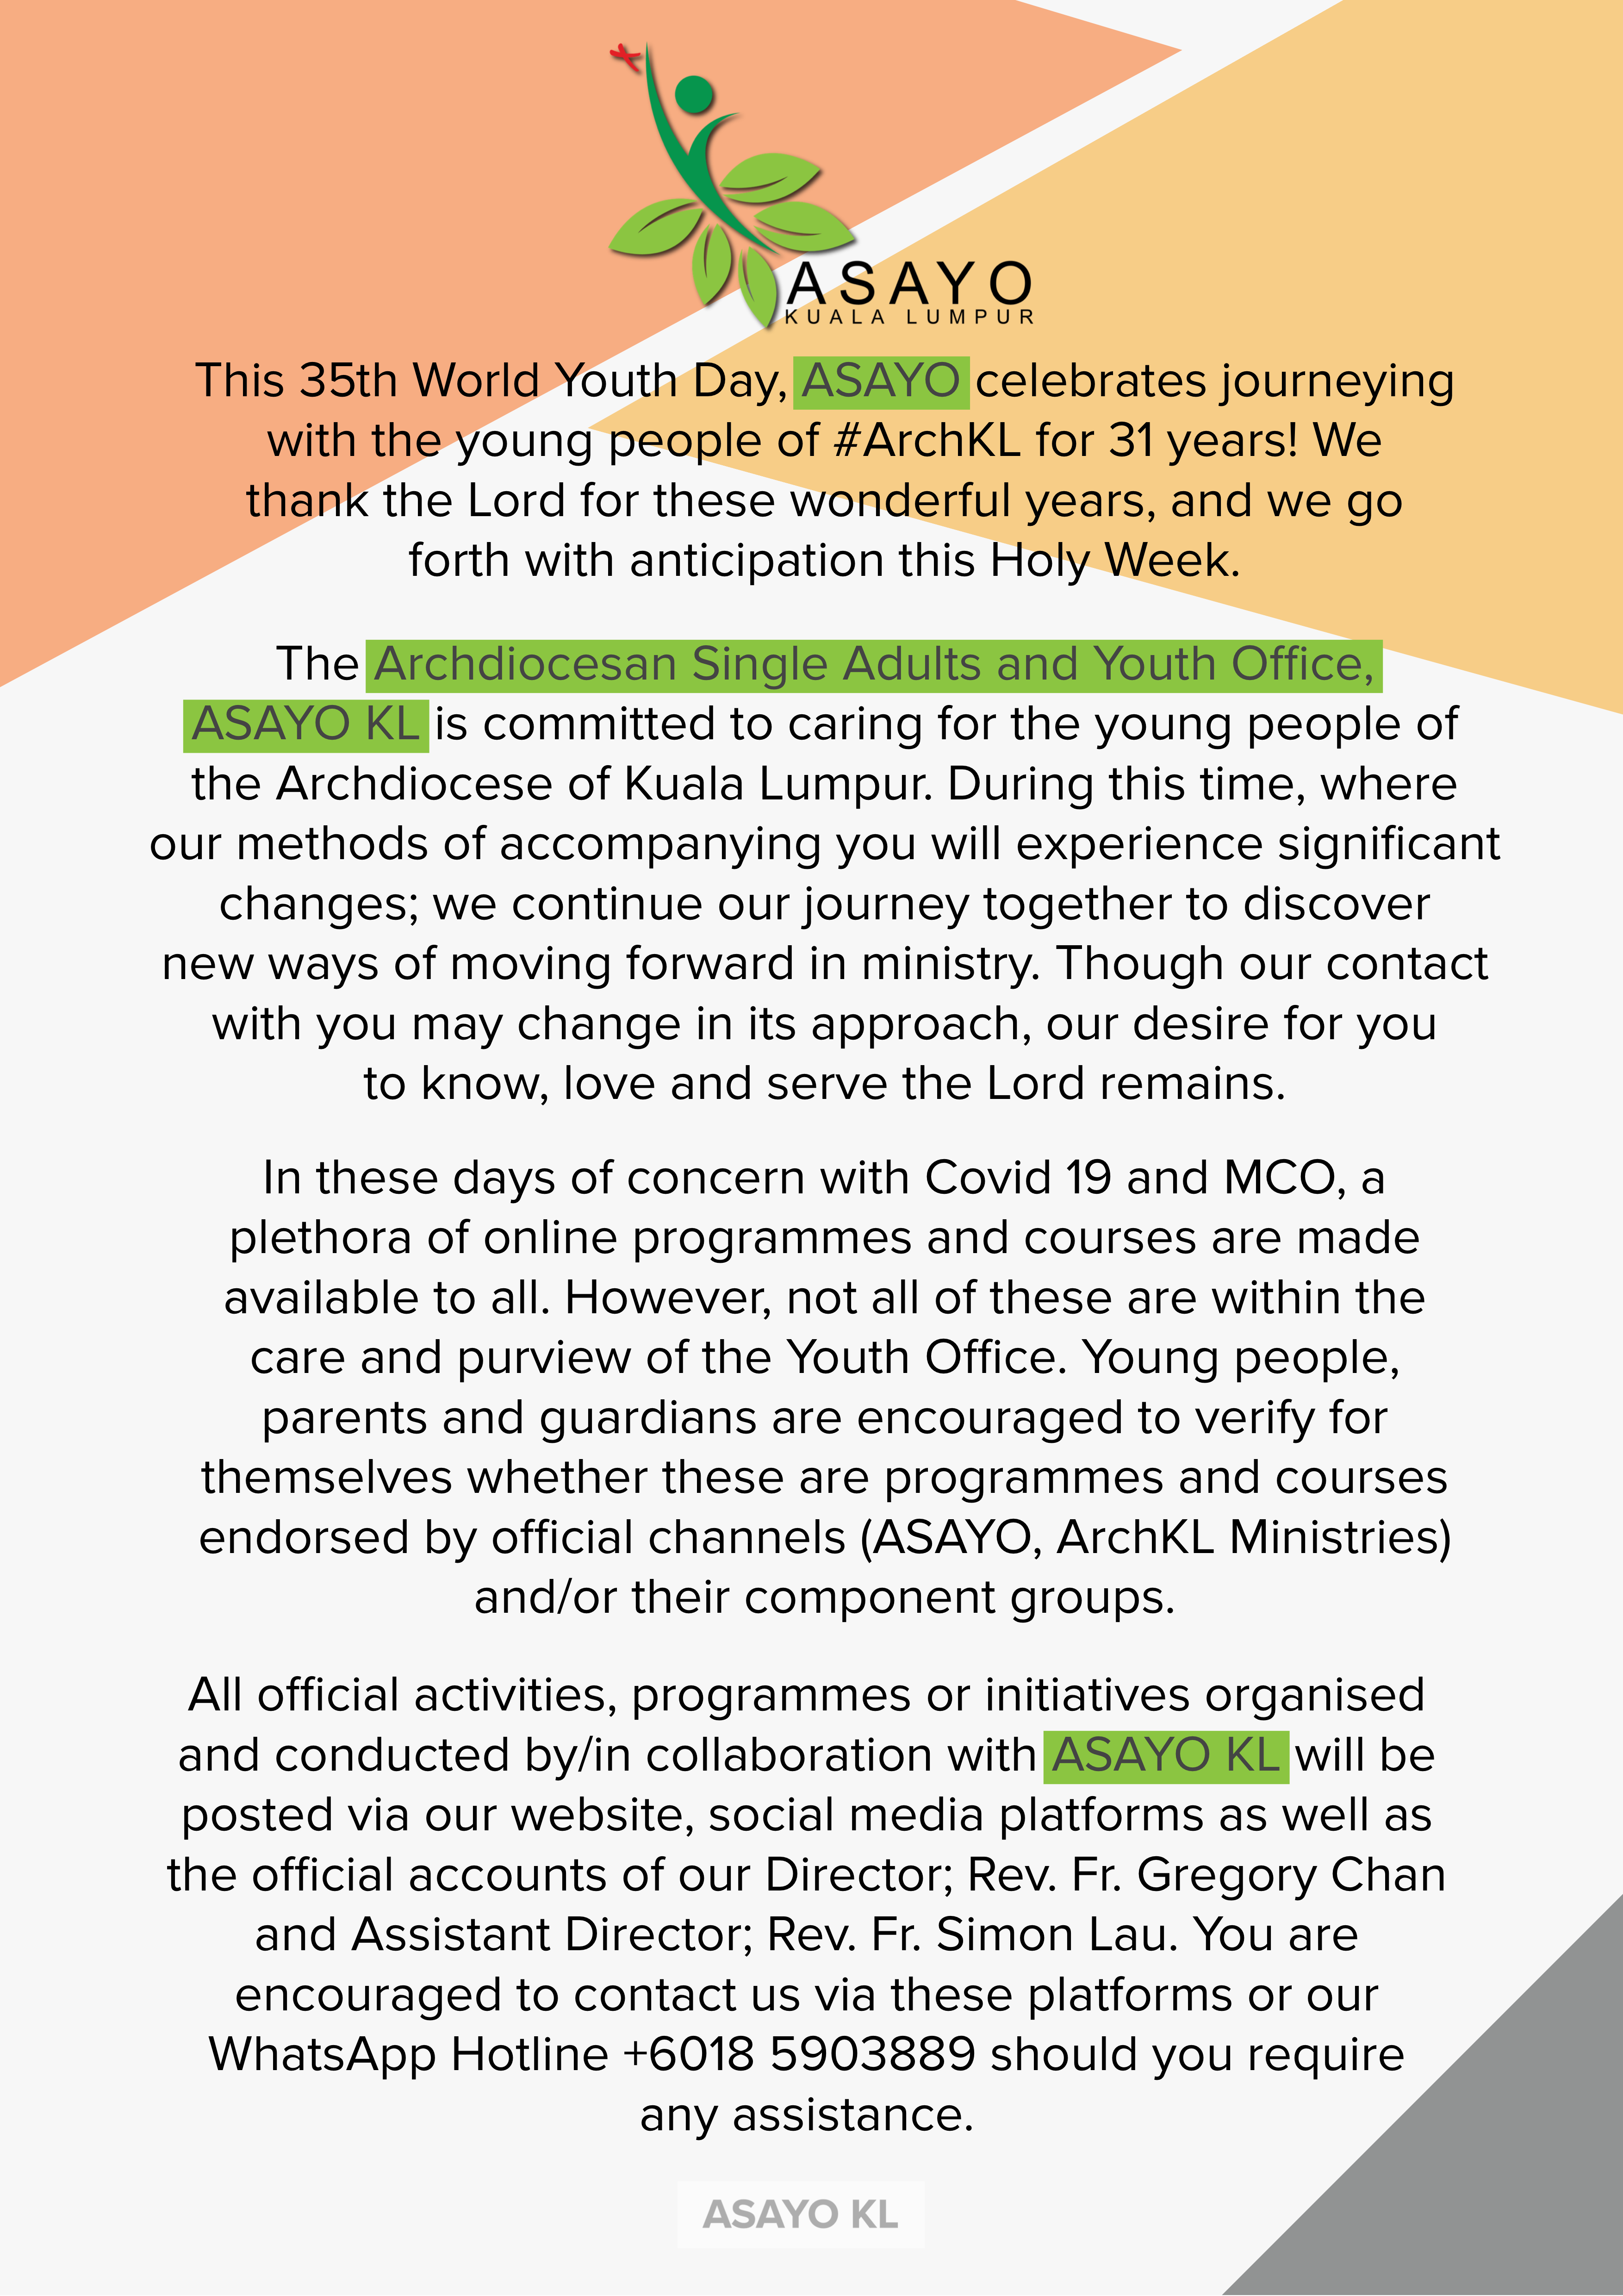 ASAYO
KUALA LUMPUR
This 35th World Youth Day, ASAYO celebrates journeying
with the young people of #ArchKL for 31 years! We
thank the Lord for these wonderful years, and we go
forth with anticipation this Holy Week.
The Archdiocesan Single Adults and Youth Office,
ASAYO KL is committed to caring for the young people of
the Archdiocese of Kuala Lumpur. During this time, where
our methods of accompanying you will experience significant
changes; we continue our journey together to discover
new ways of moving forward in ministry. Though our contact
with you may change in its approach, our desire for you
to know, love and serve the Lord remains.
In these days of concern with Covid 19 and MCO, a
plethora of online programmes and courses are made
available to all. However, not all of these are within the
care and purview of the Youth Office. Young people,
parents and guardians are encouraged to verify for
themselves whether these are programmes and courses
endorsed by official channels (ASAYO, ArchKL Ministries)
and/or their component groups.
All official activities, programmes or initiatives organised
and conducted by/in collaboration with ASAYO KL will be
posted via our website, social media platforms as well as
the official accounts of our Director; Rev. Fr. Gregory Chan
and Assistant Director; Rev. Fr. Simon Lau. You are
encouraged to contact us via these platforms or our
WhatsApp Hotline +6018 5903889 should you require
any assistance.
ASAYO KL